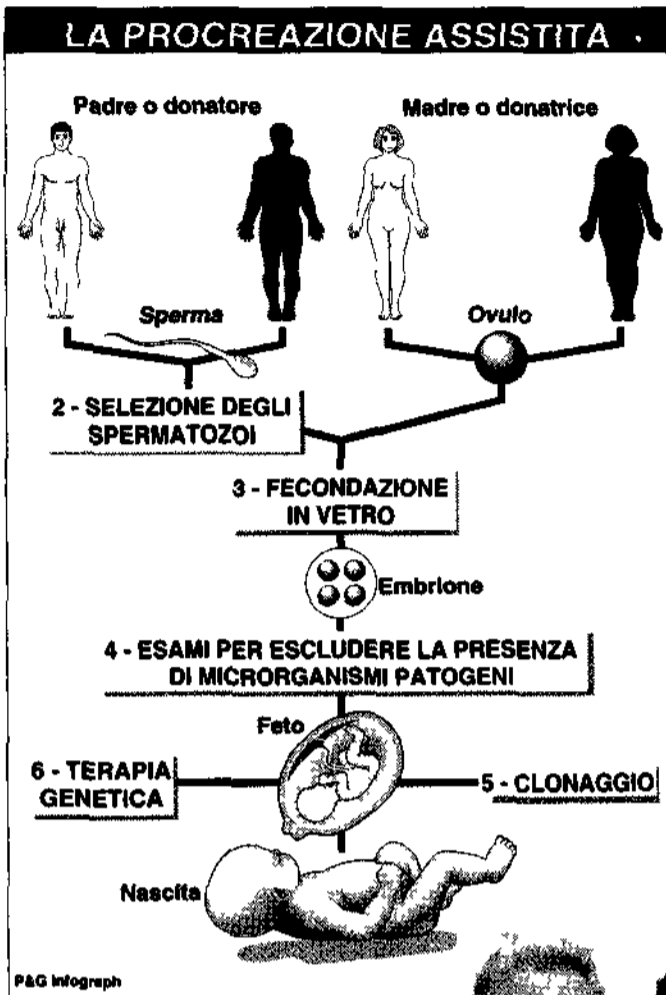 LA PROCREAZIONE ASSISTITA
Padre o donatore
Madre o donatrice
Sperma
Ovulo
2 - SELEZIONE DEGLI
SPERMATOZOI
3 - FECONDAZIONE
IN VETRO
Embrione
4 - ESAMI PER ESCLUDERE LA PRESENZA
DI MICRORGANISMI PATOGENI
Feto
6 - TERAPIA
GENETICA
5 - CLONAGGIO
Nascita
P&G Infograph